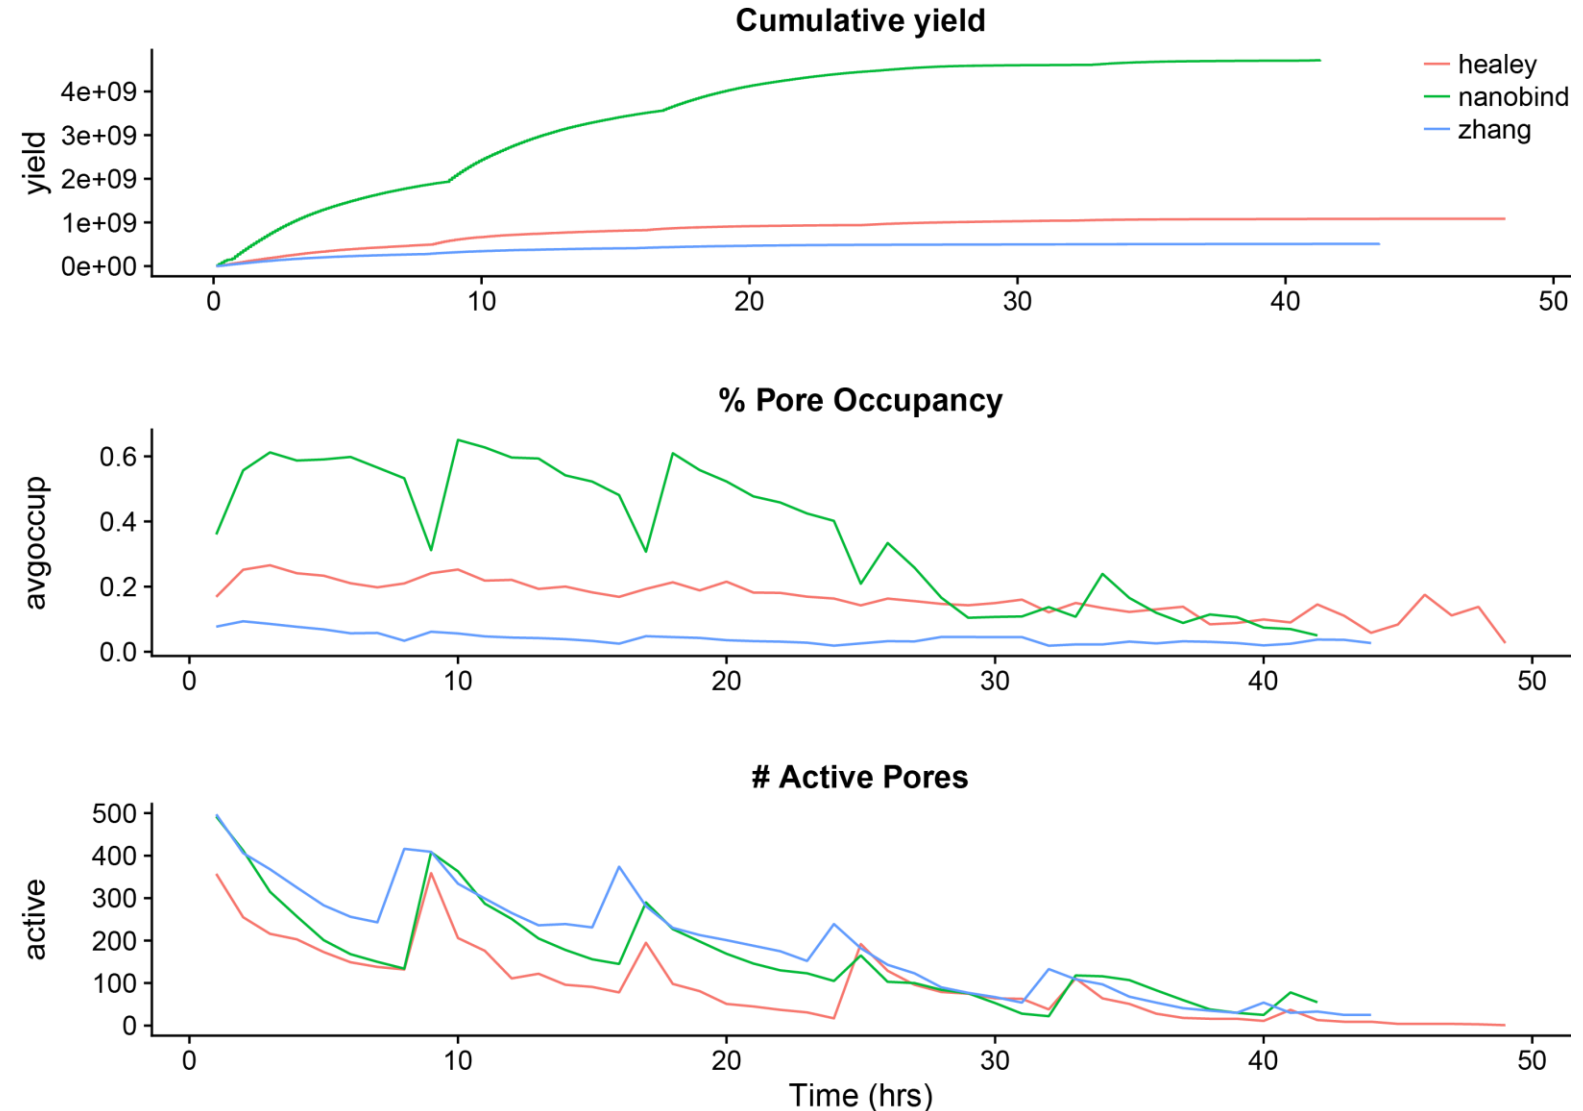 Cumulative yield
yield
4e+09
3e+09
2e+09
1e+09
0e+00
0 10 20 30 40 50
healey
nanobind
zhang
% Pore Occupancy
avgoccup
0.6
0.4
0.2
0.0
0 10 20 30 40 50
# Active Pores
active
500
400
300
200
100
0
0 10 20 30 40 50
Time (hrs)